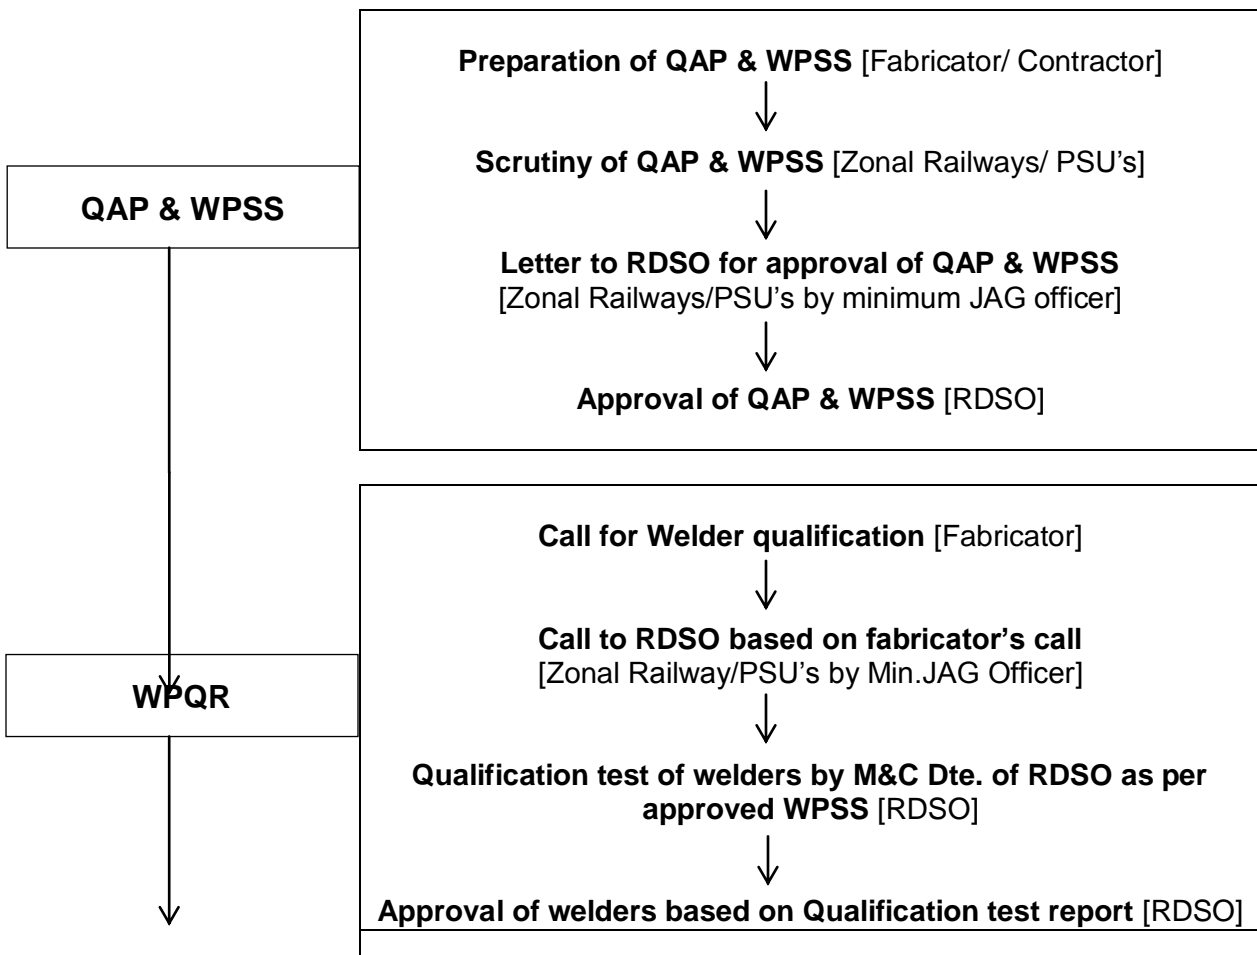 Preparation of QAP & WPSS [Fabricator/ Contractor]
Scrutiny of QAP & WPSS [Zonal Railways/ PSU’s]
QAP & WPSS
Letter to RDSO for approval of QAP & WPSS
[Zonal Railways/PSU’s by minimum JAG officer]
Approval of QAP & WPSS [RDSO]
Call for Welder qualification [Fabricator]
Call to RDSO based on fabricator’s call
[Zonal Railway/PSU’s by Min.JAG Officer]
WPQR
Qualification test of welders by M&C Dte. of RDSO as per
approved WPSS [RDSO]
Approval of welders based on Qualification test report [RDSO]